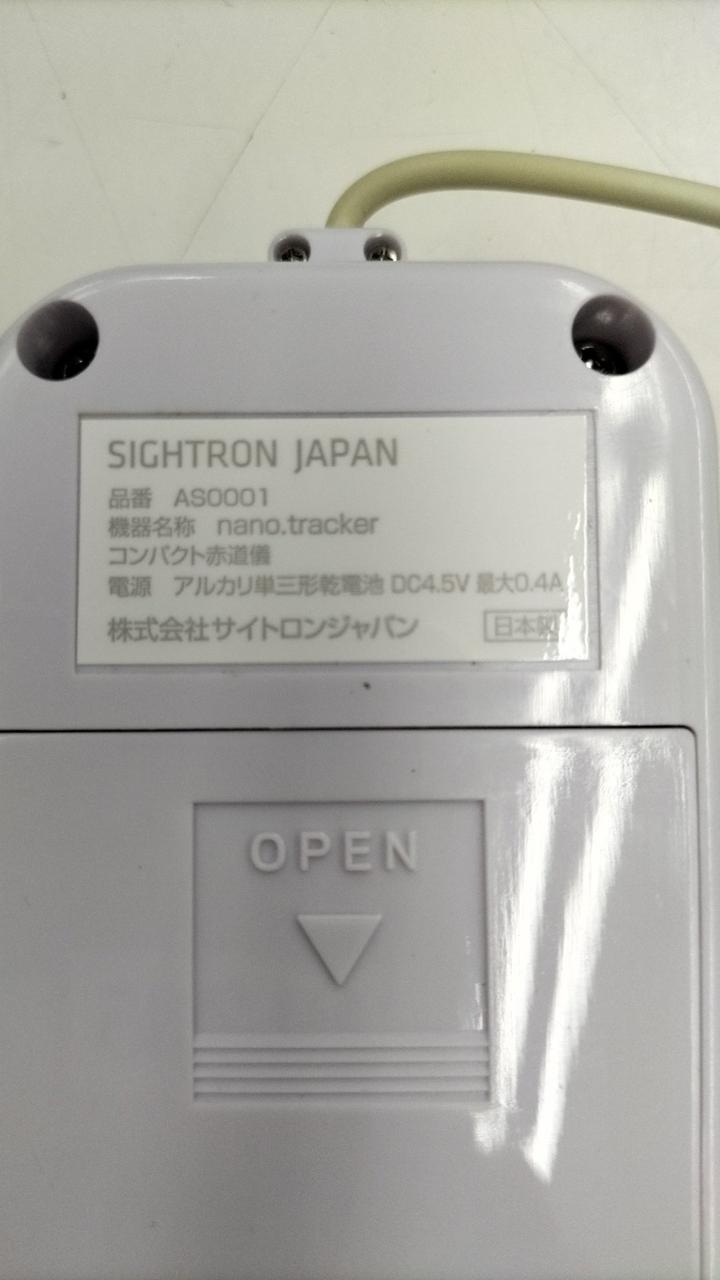 SIGHTRON JAPAN
品番 AS0001
機器名称 nano.tracker
コンパクト赤道儀
電源 アルカリ単三形乾電池 DC4.5V 最大0.4A
株式会社サイトロンジャパン 日本製
OPEN